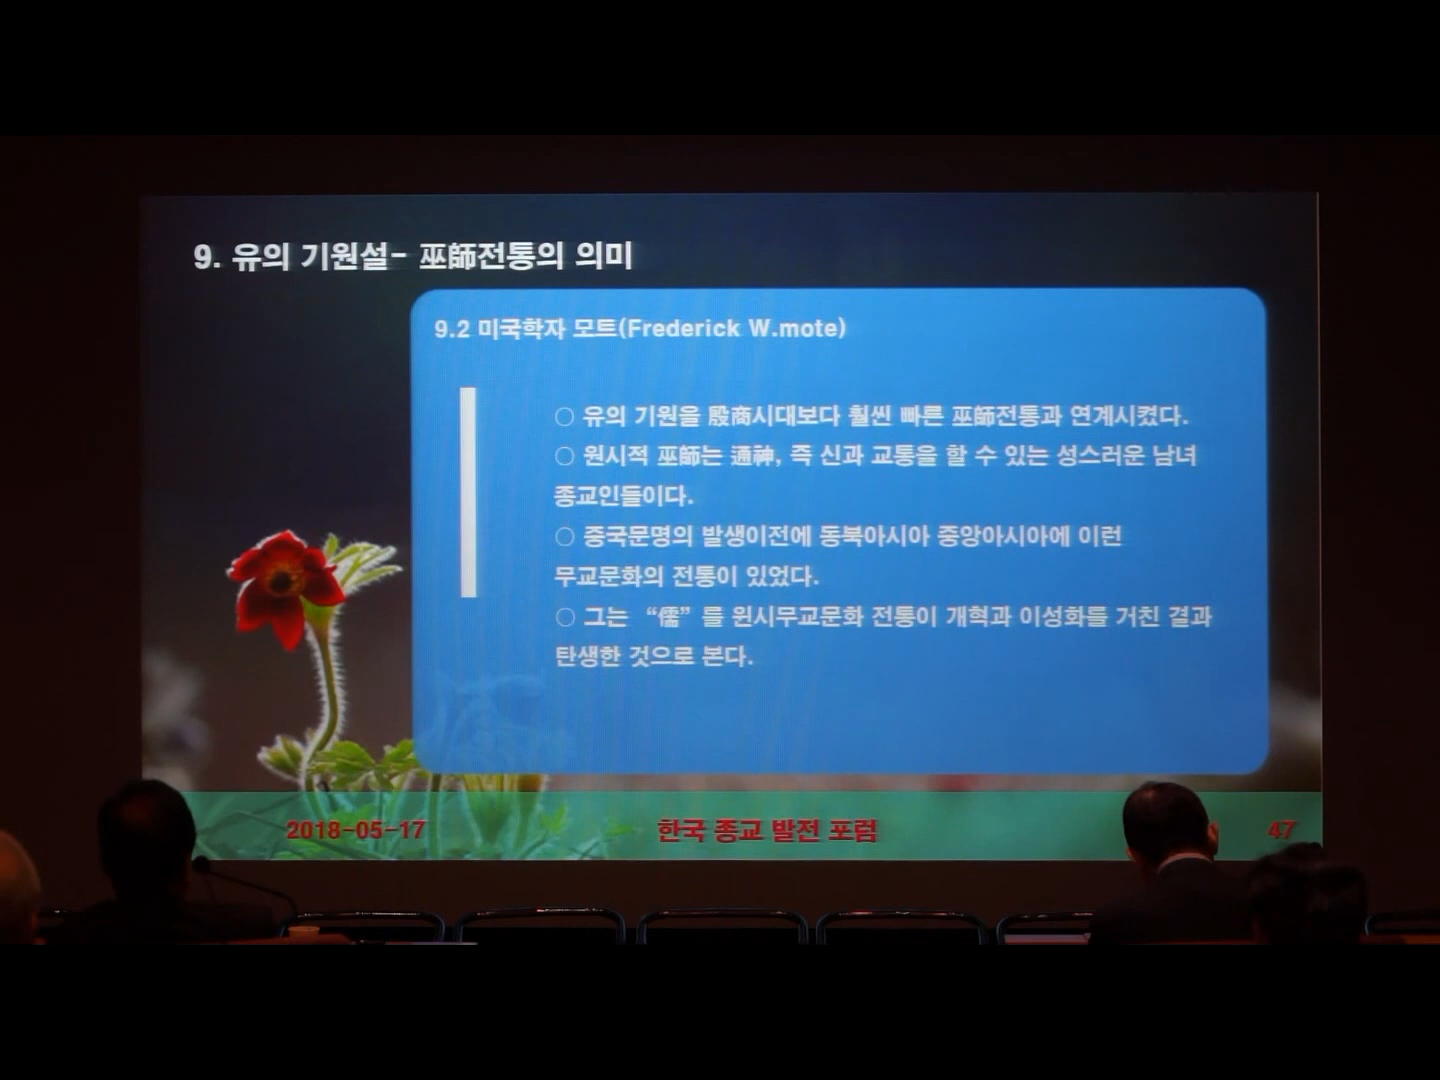 9. 유의 기원설- 巫師전통의 의미
9.2 미국학자 모트(Frederick W.mote)
○ 유의 기원을 殷商시대보다 훨씬 빠른 巫師전통과 연계시켰다.
○ 원시적 巫師는 通神, 즉 신과 교통을 할 수 있는 성스러운 남녀
종교인들이다.
○ 중국문명의 발생이전에 동북아시아 중앙아시아에 이런
무교문화의 전통이 있었다.
○ 그는 “儒”를 원시무교문화 전통이 개혁과 이성화를 거친 결과
탄생한 것으로 본다.
2018-05-17
한국 종교 발전 포럼
47